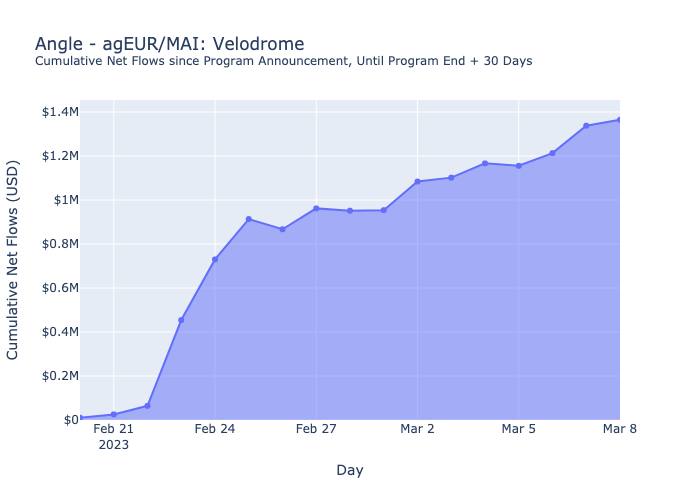 Angle - agEUR/MAI: Velodrome
Cumulative Net Flows since Program Announcement, Until Program End + 30 Days
Cumulative Net Flows (USD)
$1.4M
$1.2M
$1M
$0.8M
$0.6M
$0.4M
$0.2M
$0
Feb 21 Feb 24 Feb 27 Mar 2 Mar 5 Mar 8
2023
Day